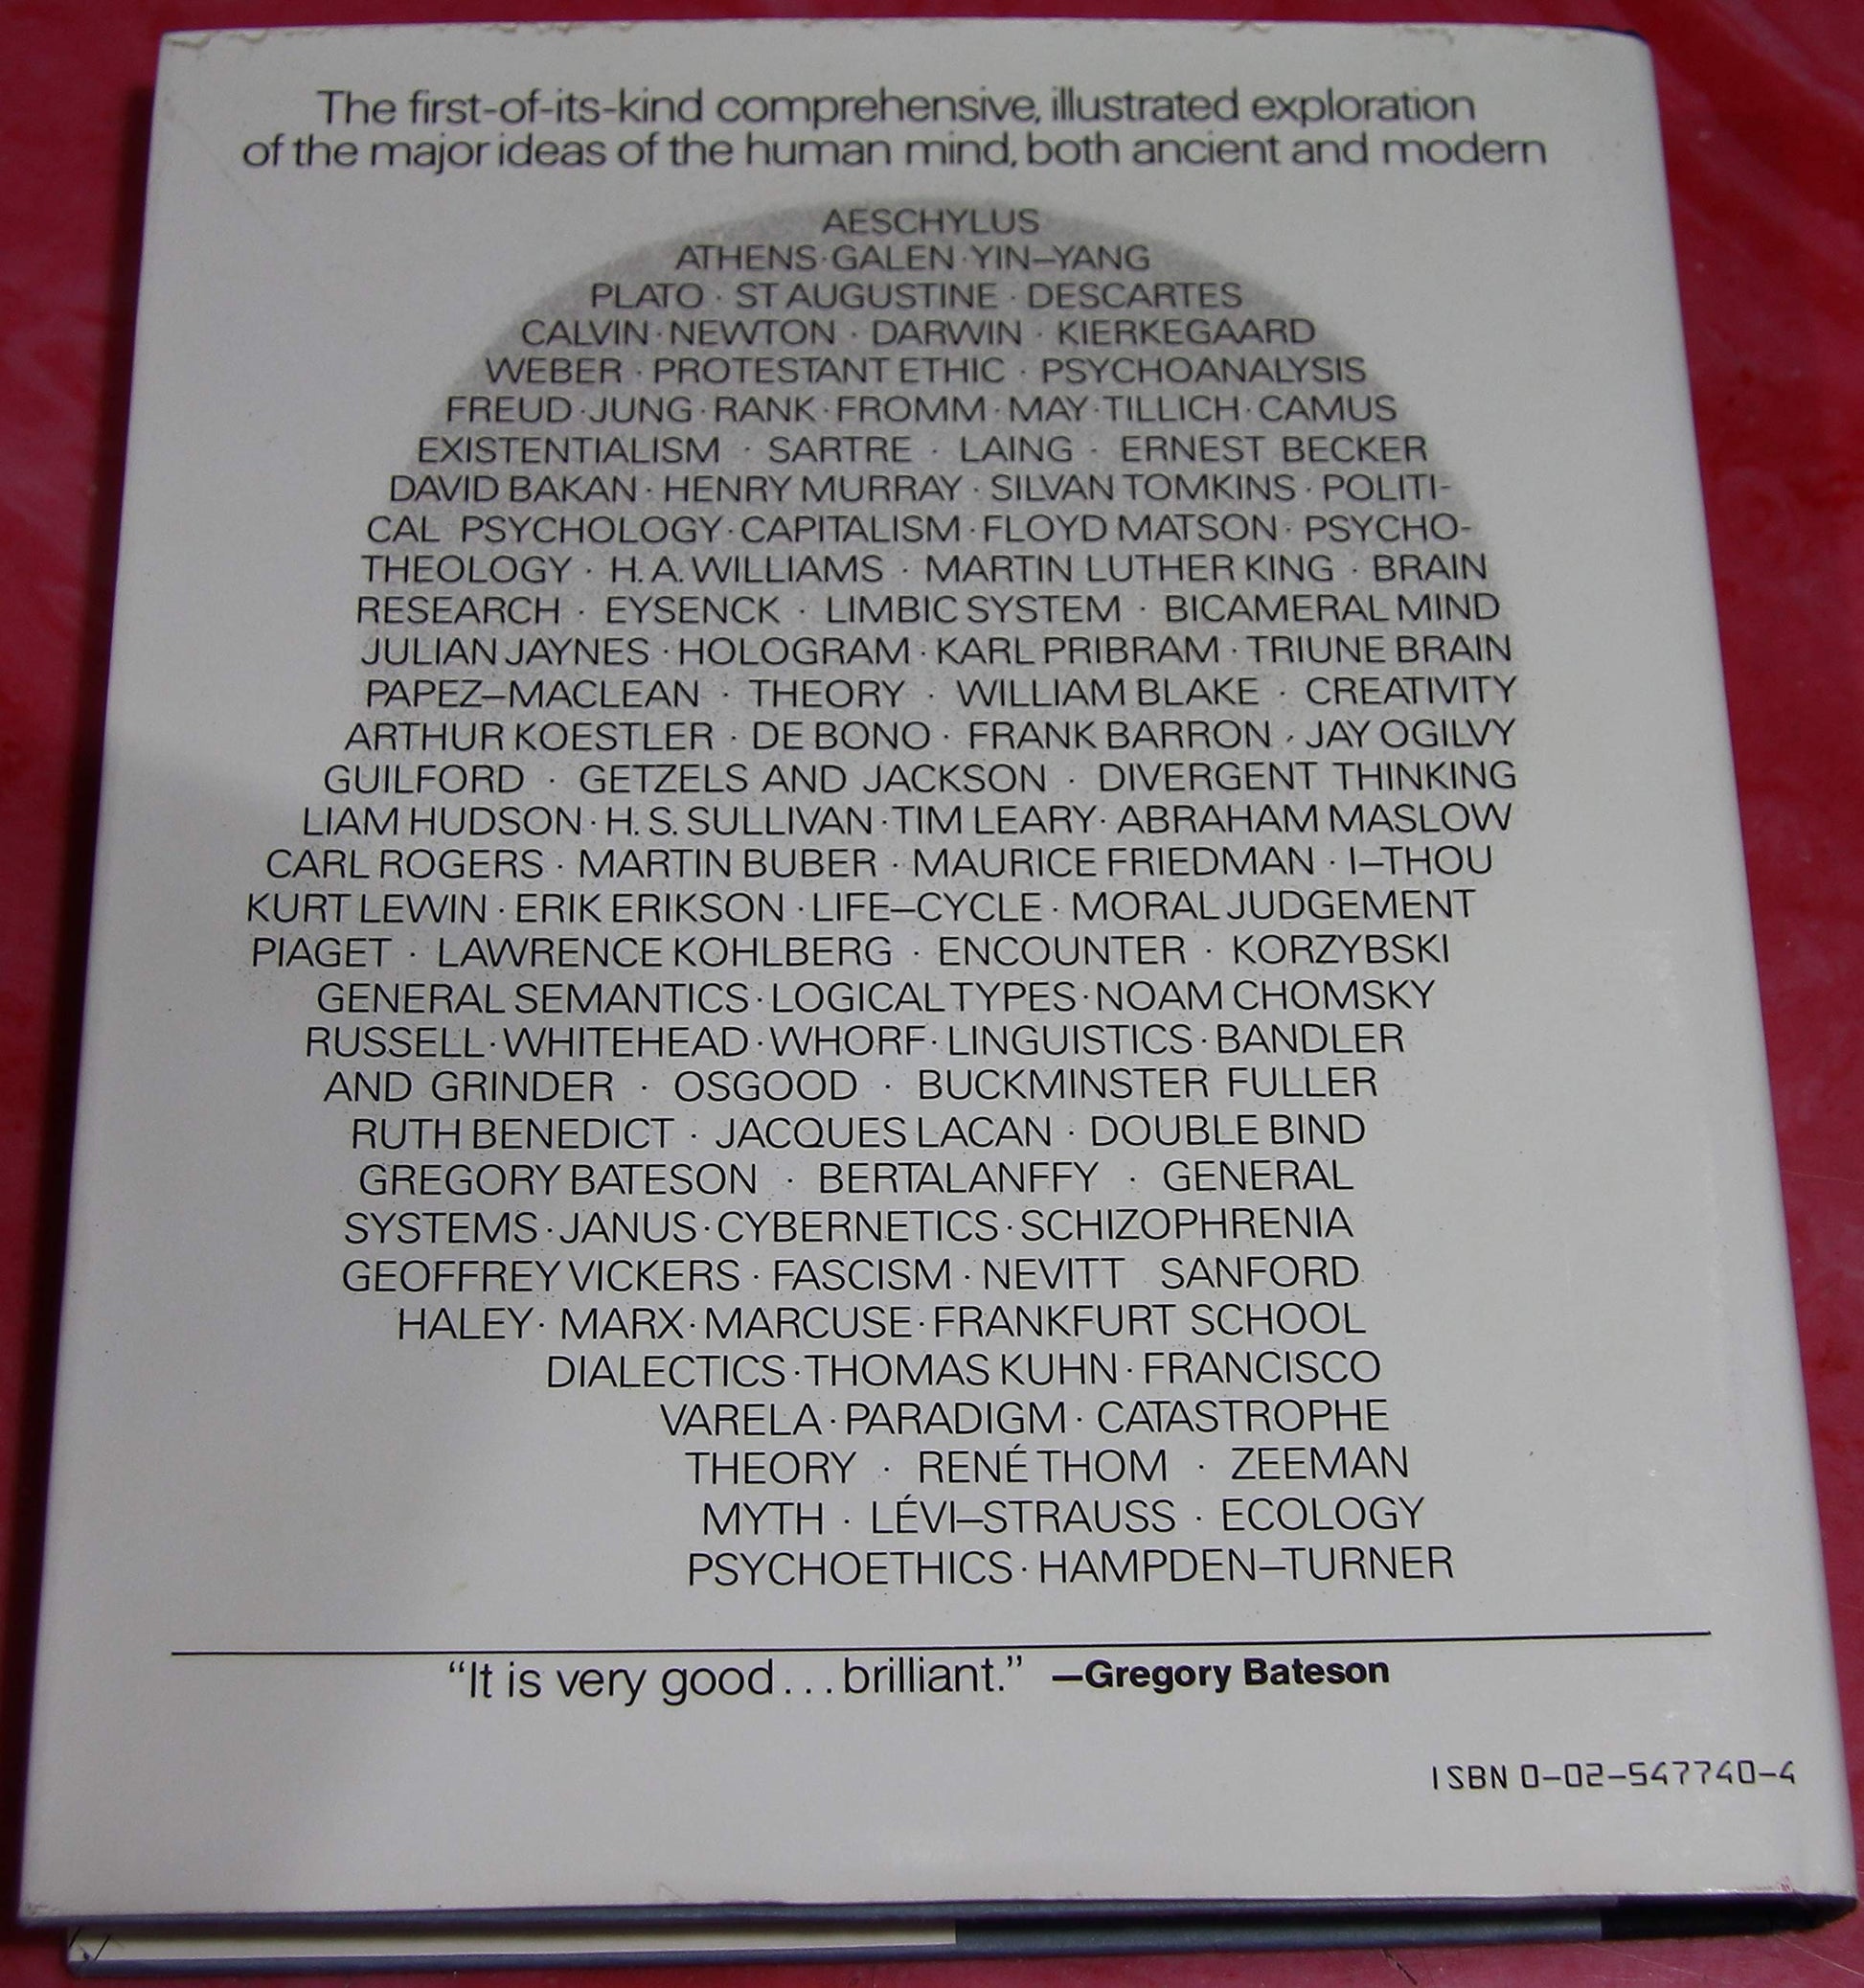 The first-of-its-kind comprehensive, illustrated exploration
of the major ideas of the human mind, both ancient and modern
AESCHYLUS
ATHENS · GALEN · YIN–YANG
PLATO · ST AUGUSTINE · DESCARTES
CALVIN · NEWTON · DARWIN · KIERKEGAARD
WEBER · PROTESTANT ETHIC · PSYCHOANALYSIS
FREUD · JUNG · RANK · FROMM · MAY · TILLICH · CAMUS
EXISTENTIALISM · SARTRE · LAING · ERNEST BECKER
DAVID BAKAN · HENRY MURRAY · SILVAN TOMKINS · POLITI-
CAL PSYCHOLOGY · CAPITALISM · FLOYD MATSON · PSYCHO-
THEOLOGY · H. A. WILLIAMS · MARTIN LUTHER KING · BRAIN
RESEARCH · EYSENCK · LIMBIC SYSTEM · BICAMERAL MIND
JULIAN JAYNES · HOLOGRAM · KARL PRIBRAM · TRIUNE BRAIN
PAPEZ–MACLEAN · THEORY · WILLIAM BLAKE · CREATIVITY
ARTHUR KOESTLER · DE BONO · FRANK BARRON · JAY OGILVY
GUILFORD · GETZELS AND JACKSON · DIVERGENT THINKING
LIAM HUDSON · H. S. SULLIVAN · TIM LEARY · ABRAHAM MASLOW
CARL ROGERS · MARTIN BUBER · MAURICE FRIEDMAN · I–THOU
KURT LEWIN · ERIK ERIKSON · LIFE–CYCLE · MORAL JUDGEMENT
PIAGET · LAWRENCE KOHLBERG · ENCOUNTER · KORZYBSKI
GENERAL SEMANTICS · LOGICAL TYPES · NOAM CHOMSKY
RUSSELL · WHITEHEAD · WHORF · LINGUISTICS · BANDLER
AND GRINDER · OSGOOD · BUCKMINSTER FULLER
RUTH BENEDICT · JACQUES LACAN · DOUBLE BIND
GREGORY BATESON · BERTALANFFY · GENERAL
SYSTEMS · JANUS · CYBERNETICS · SCHIZOPHRENIA
GEOFFREY VICKERS · FASCISM · NEVITT SANFORD
HALEY · MARX · MARCUSE · FRANKFURT SCHOOL
DIALECTICS · THOMAS KUHN · FRANCISCO
VARELA · PARADIGM · CATASTROPHE
THEORY · RENÉ THOM · ZEEMAN
MYTH · LÉVI–STRAUSS · ECOLOGY
PSYCHOETHICS · HAMPDEN–TURNER
“It is very good...brilliant.” —Gregory Bateson
ISBN 0–02–547740–4